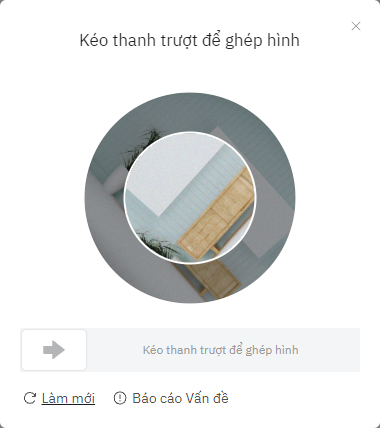 Kéo thanh trượt để ghép hình
Kéo thanh trượt để ghép hình
Làm mới
Báo cáo Vấn đề